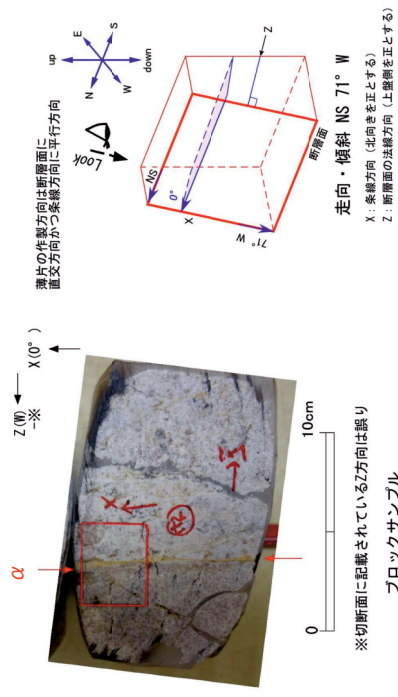 α
Z(W)
-※
X(0°)
X
Z
0
10cm
※切断面に記載されているZ方向は誤り
ブロックサンプル
薄片の作製方向は断層面に
直交方向かつ条線方向に平行方向
Look
up
N
E
S
W
down
NS
X
0°
71° W
Z
断層面
走向・傾斜 NS 71° W
X：条線方向（北向きを正とする）
Z：断層面の法線方向（上盤側を正とする）